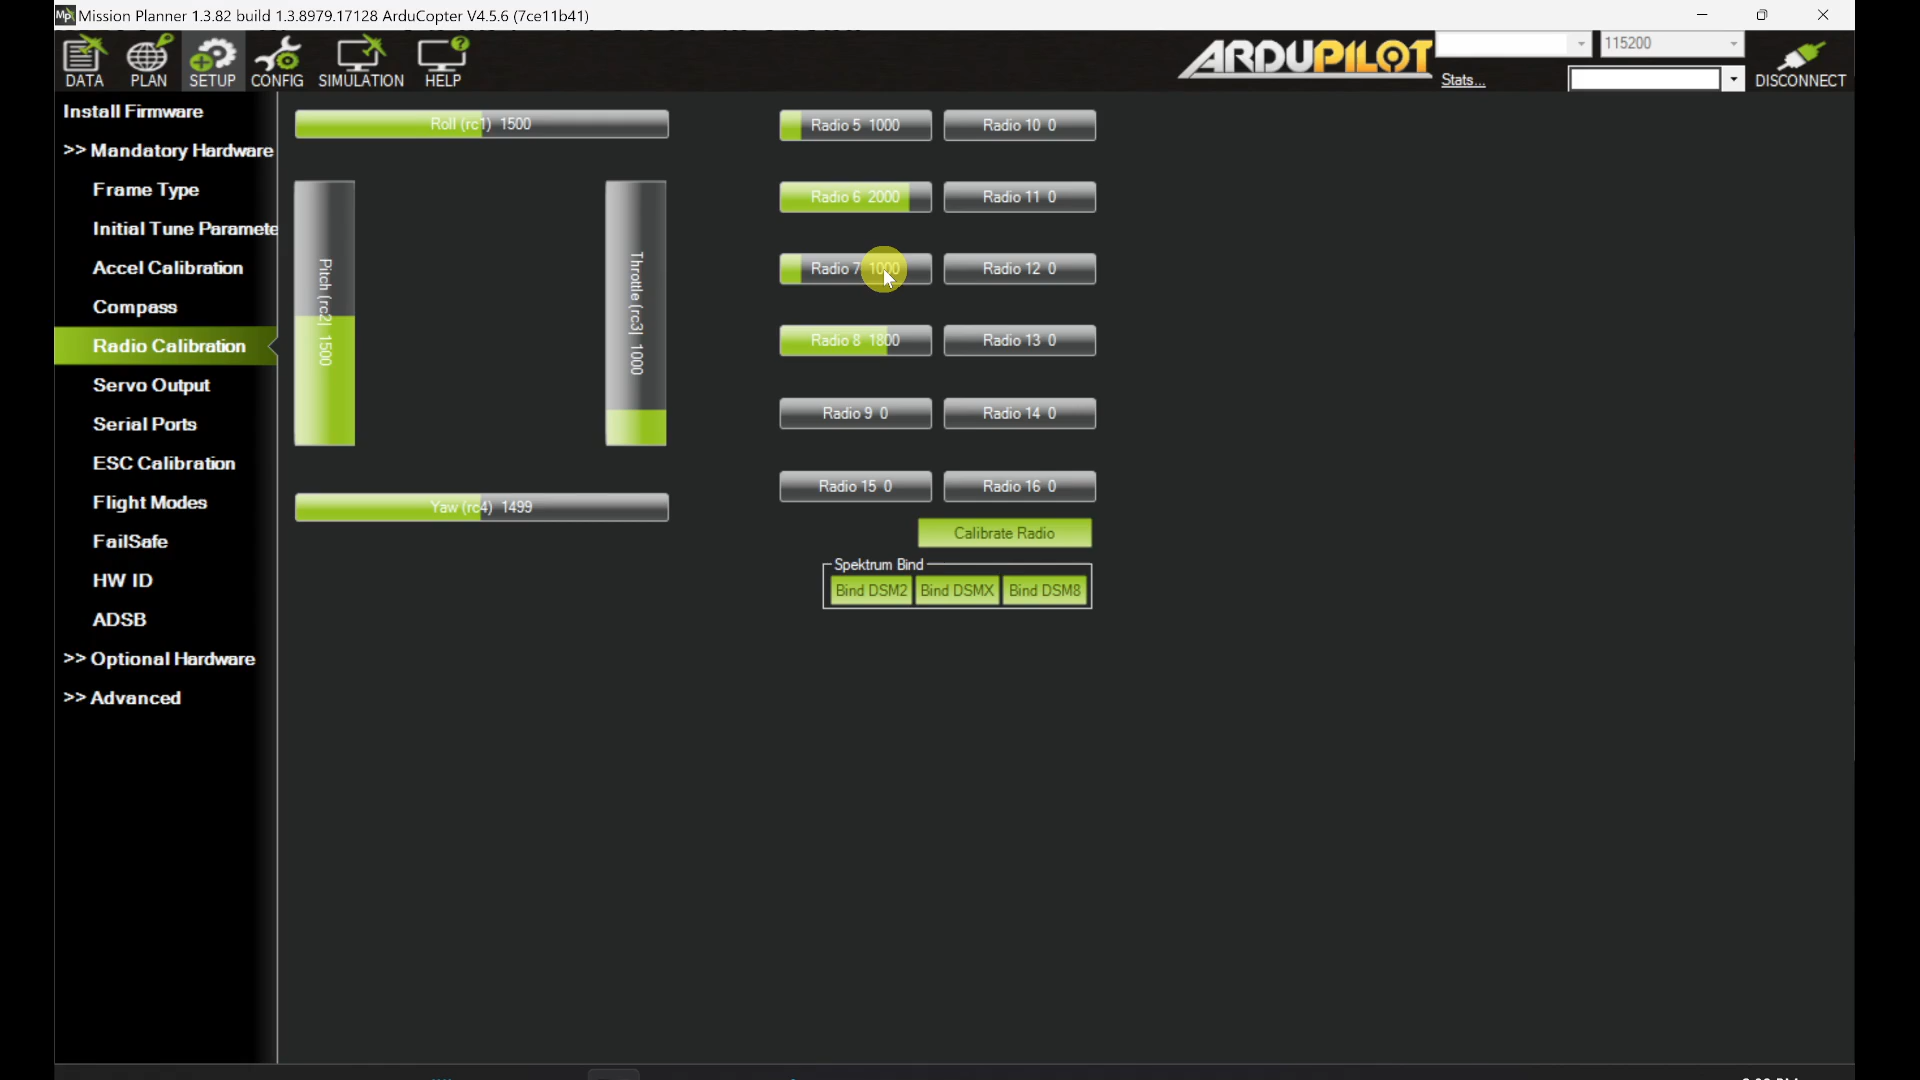 Mission Planner 1.3.82 build 1.3.8979.17128 ArduCopter V4.5.6 (7ce11b41)
DATA PLAN SETUP CONFIG SIMULATION HELP
ARDUPILOT
115200
Stats...
DISCONNECT
Install Firmware
>> Mandatory Hardware
Frame Type
Initial Tune Paramete
Accel Calibration
Compass
Radio Calibration
Servo Output
Serial Ports
ESC Calibration
Flight Modes
FailSafe
HW ID
ADSB
>> Optional Hardware
>> Advanced
Roll (rc1) 1500
Pitch (rc2) 1500
Throttle (rc3) 1000
Yaw (rc4) 1499
Radio 5 1000
Radio 10 0
Radio 6 2000
Radio 11 0
Radio 7 1000
Radio 12 0
Radio 8 1800
Radio 13 0
Radio 9 0
Radio 14 0
Radio 15 0
Radio 16 0
Calibrate Radio
Spektrum Bind
Bind DSM2 Bind DSMX Bind DSM8